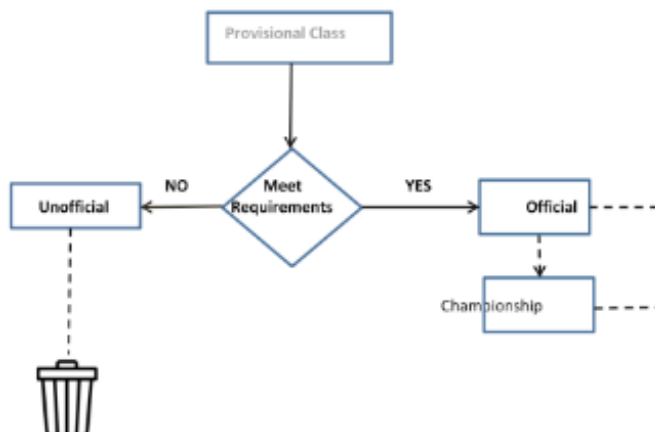 Provisional Class
NO
Meet
Requirements
YES
Unofficial
Official
Championship